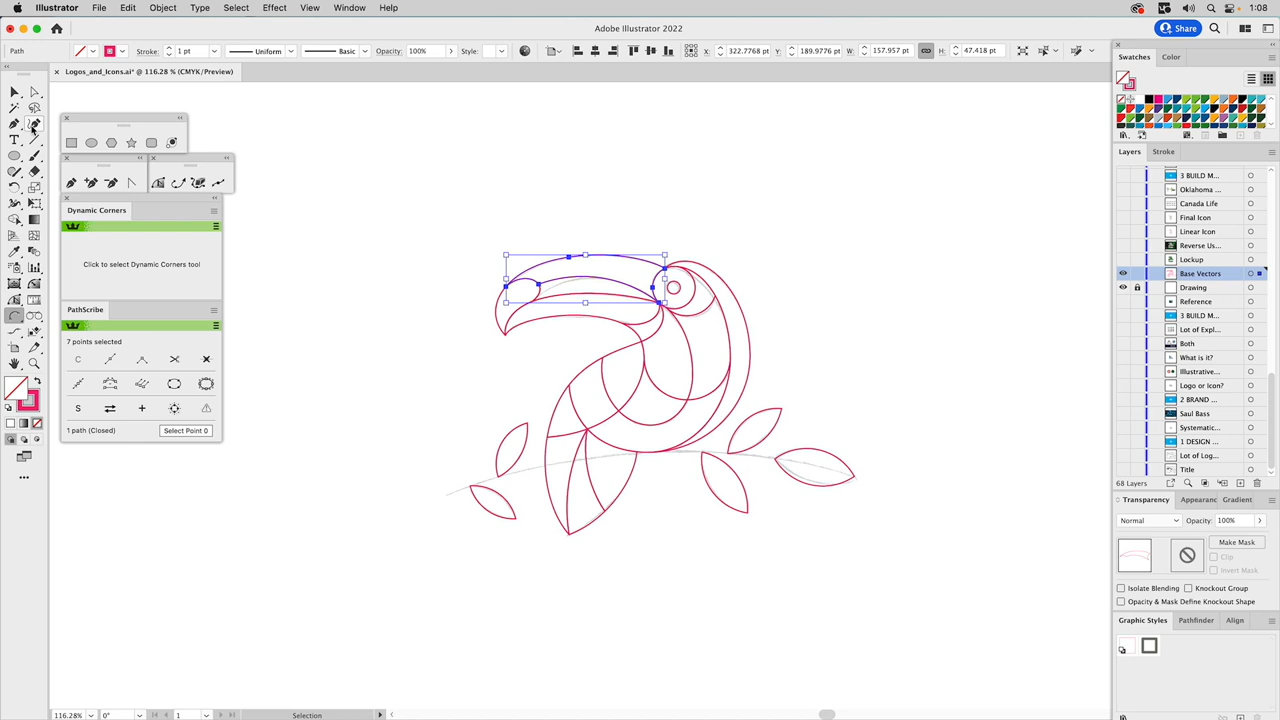 Illustrator File Edit Object Type Select Effect View Window Help 1:08
Adobe Illustrator 2022 Share
Path Stroke: 1 pt Uniform Basic Opacity: 100% Style: X: 322.7768 pt Y: 189.9776 pt W: 157.957 pt H: 47.418 pt
Logos_and_Icons.ai* @ 116.28 % (CMYK/Preview)
Dynamic Corners
Click to select Dynamic Corners tool
PathScribe
7 points selected
1 path (Closed) Select Point 0
Swatches Color
Layers Stroke
3 BUILD M...
Oklahoma ...
Canada Life
Final Icon
Linear Icon
Reverse Us...
Lockup
Base Vectors
Drawing
Reference
3 BUILD M...
Lot of Expl...
Both
What is it?
Illustrative...
Logo or Icon?
2 BRAND ...
Saul Bass
Systematic...
1 DESIGN ...
Lot of Log...
Title
68 Layers
Transparency Appearanc Gradient
Normal Opacity: 100%
Make Mask
Clip
Invert Mask
Isolate Blending Knockout Group
Opacity & Mask Define Knockout Shape
Graphic Styles Pathfinder Align
116.28% 0° 1 Selection